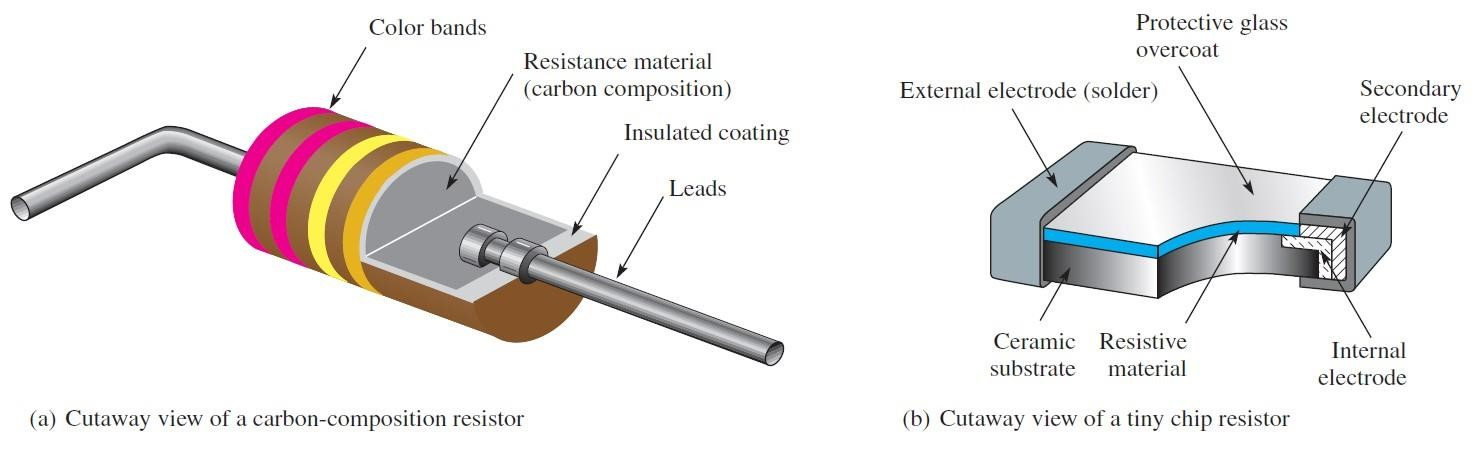 Color bands
Resistance material
(carbon composition)
Insulated coating
Leads
(a) Cutaway view of a carbon-composition resistor
Protective glass
overcoat
External electrode (solder)
Secondary
electrode
Ceramic
substrate
Resistive
material
Internal
electrode
(b) Cutaway view of a tiny chip resistor